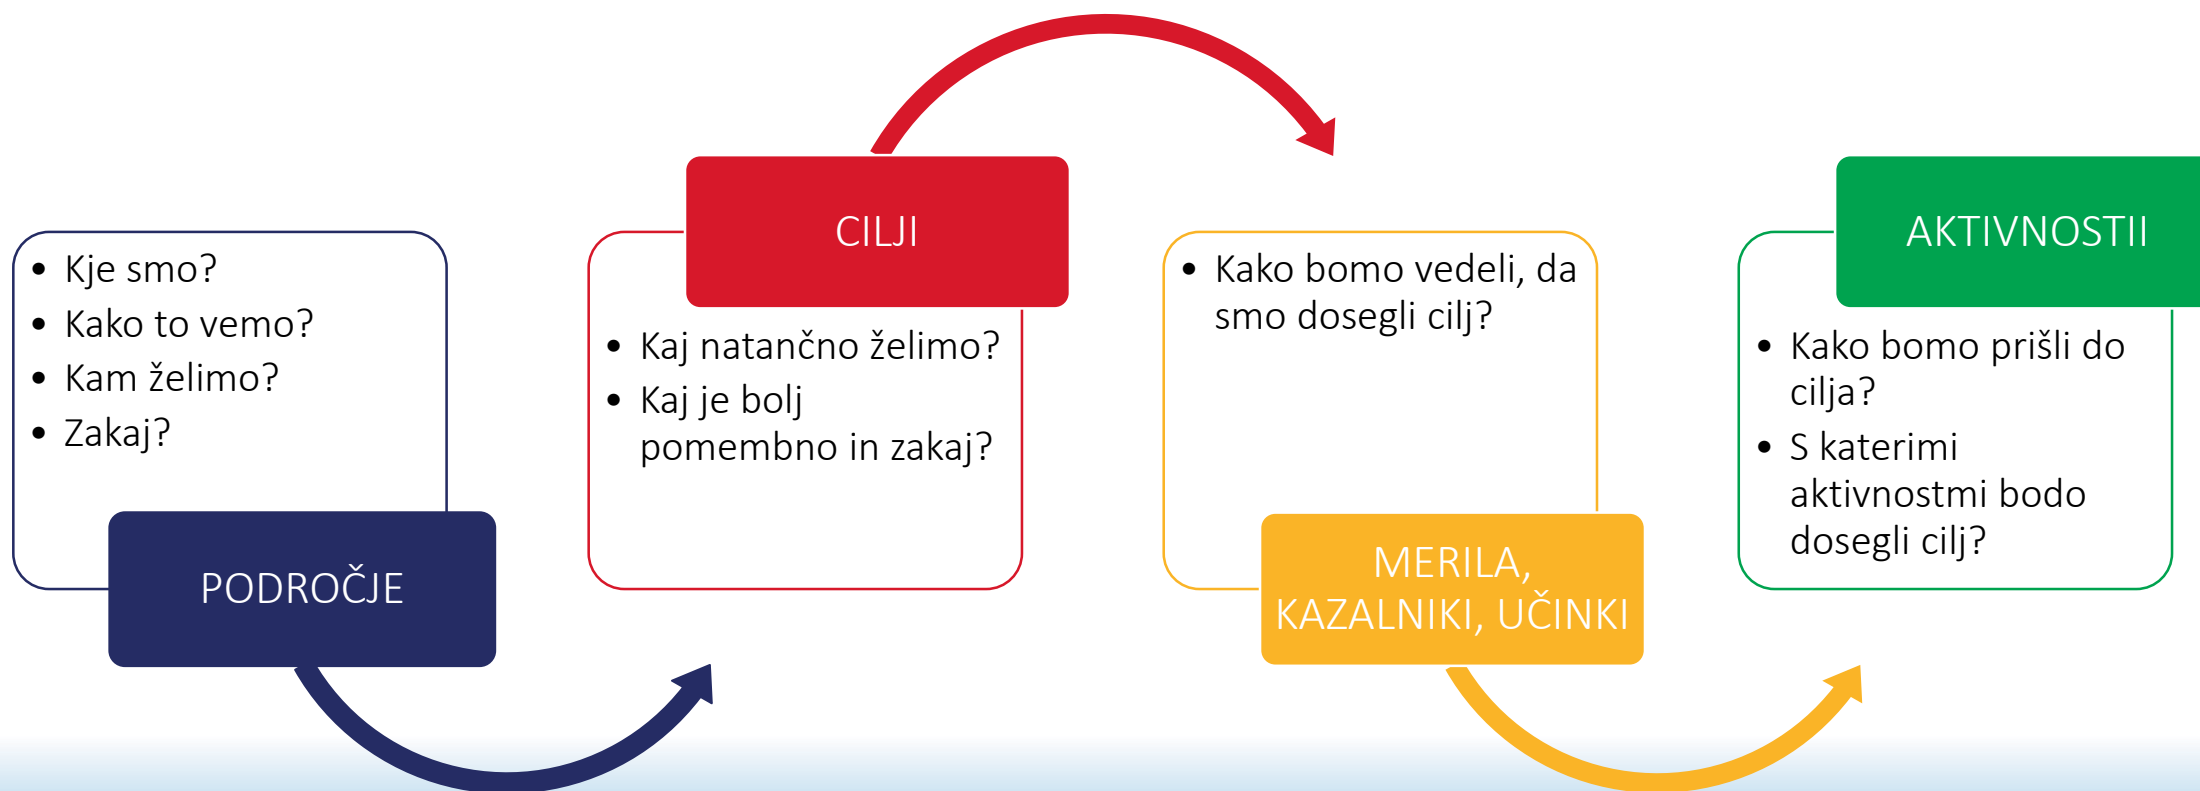 • Kje smo?
• Kako to vemo?
• Kam želimo?
• Zakaj?
PODROČJE
CILJI
• Kaj natančno želimo?
• Kaj je bolj
pomembno in zakaj?
• Kako bomo vedeli, da
smo dosegli cilj?
MERILA,
KAZALNIKI, UČINKI
AKTIVNOSTII
• Kako bomo prišli do
cilja?
• S katerimi
aktivnostmi bodo
dosegli cilj?